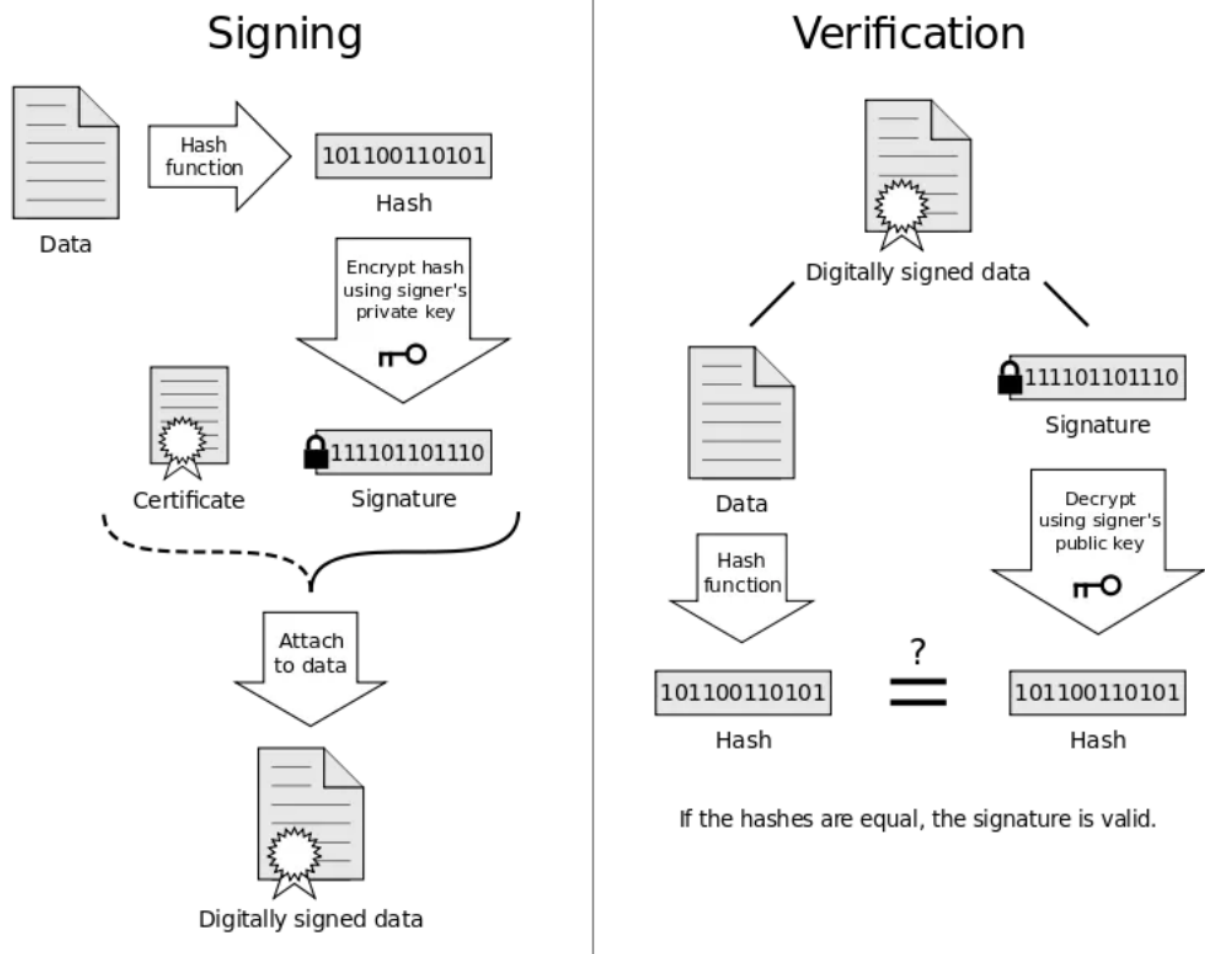 Signing
Hash
function
101100110101
Hash
Data
Encrypt hash
using signer's
private key
111101101110
Certificate
Signature
Attach
to data
Digitally signed data
Verification
Digitally signed data
111101101110
Signature
Data
Decrypt
using signer's
public key
Hash
function
?
=
101100110101
101100110101
Hash
Hash
If the hashes are equal, the signature is valid.